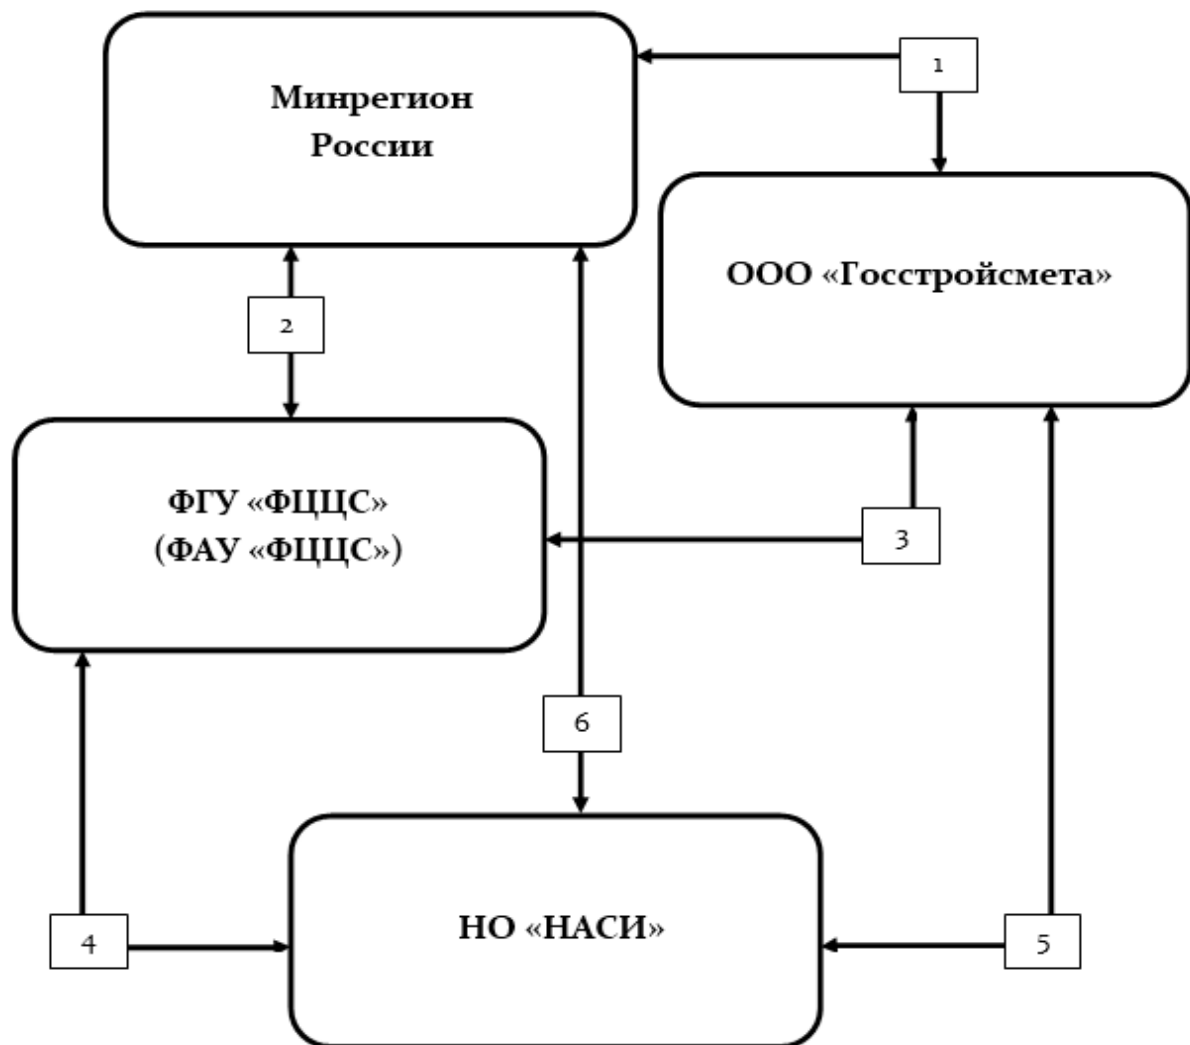 Минрегион
России
1
ООО «Госстройсмета»
2
ФГУ «ФЦЦС»
(ФАУ «ФЦЦС»)
3
6
НО «НАСИ»
4
5